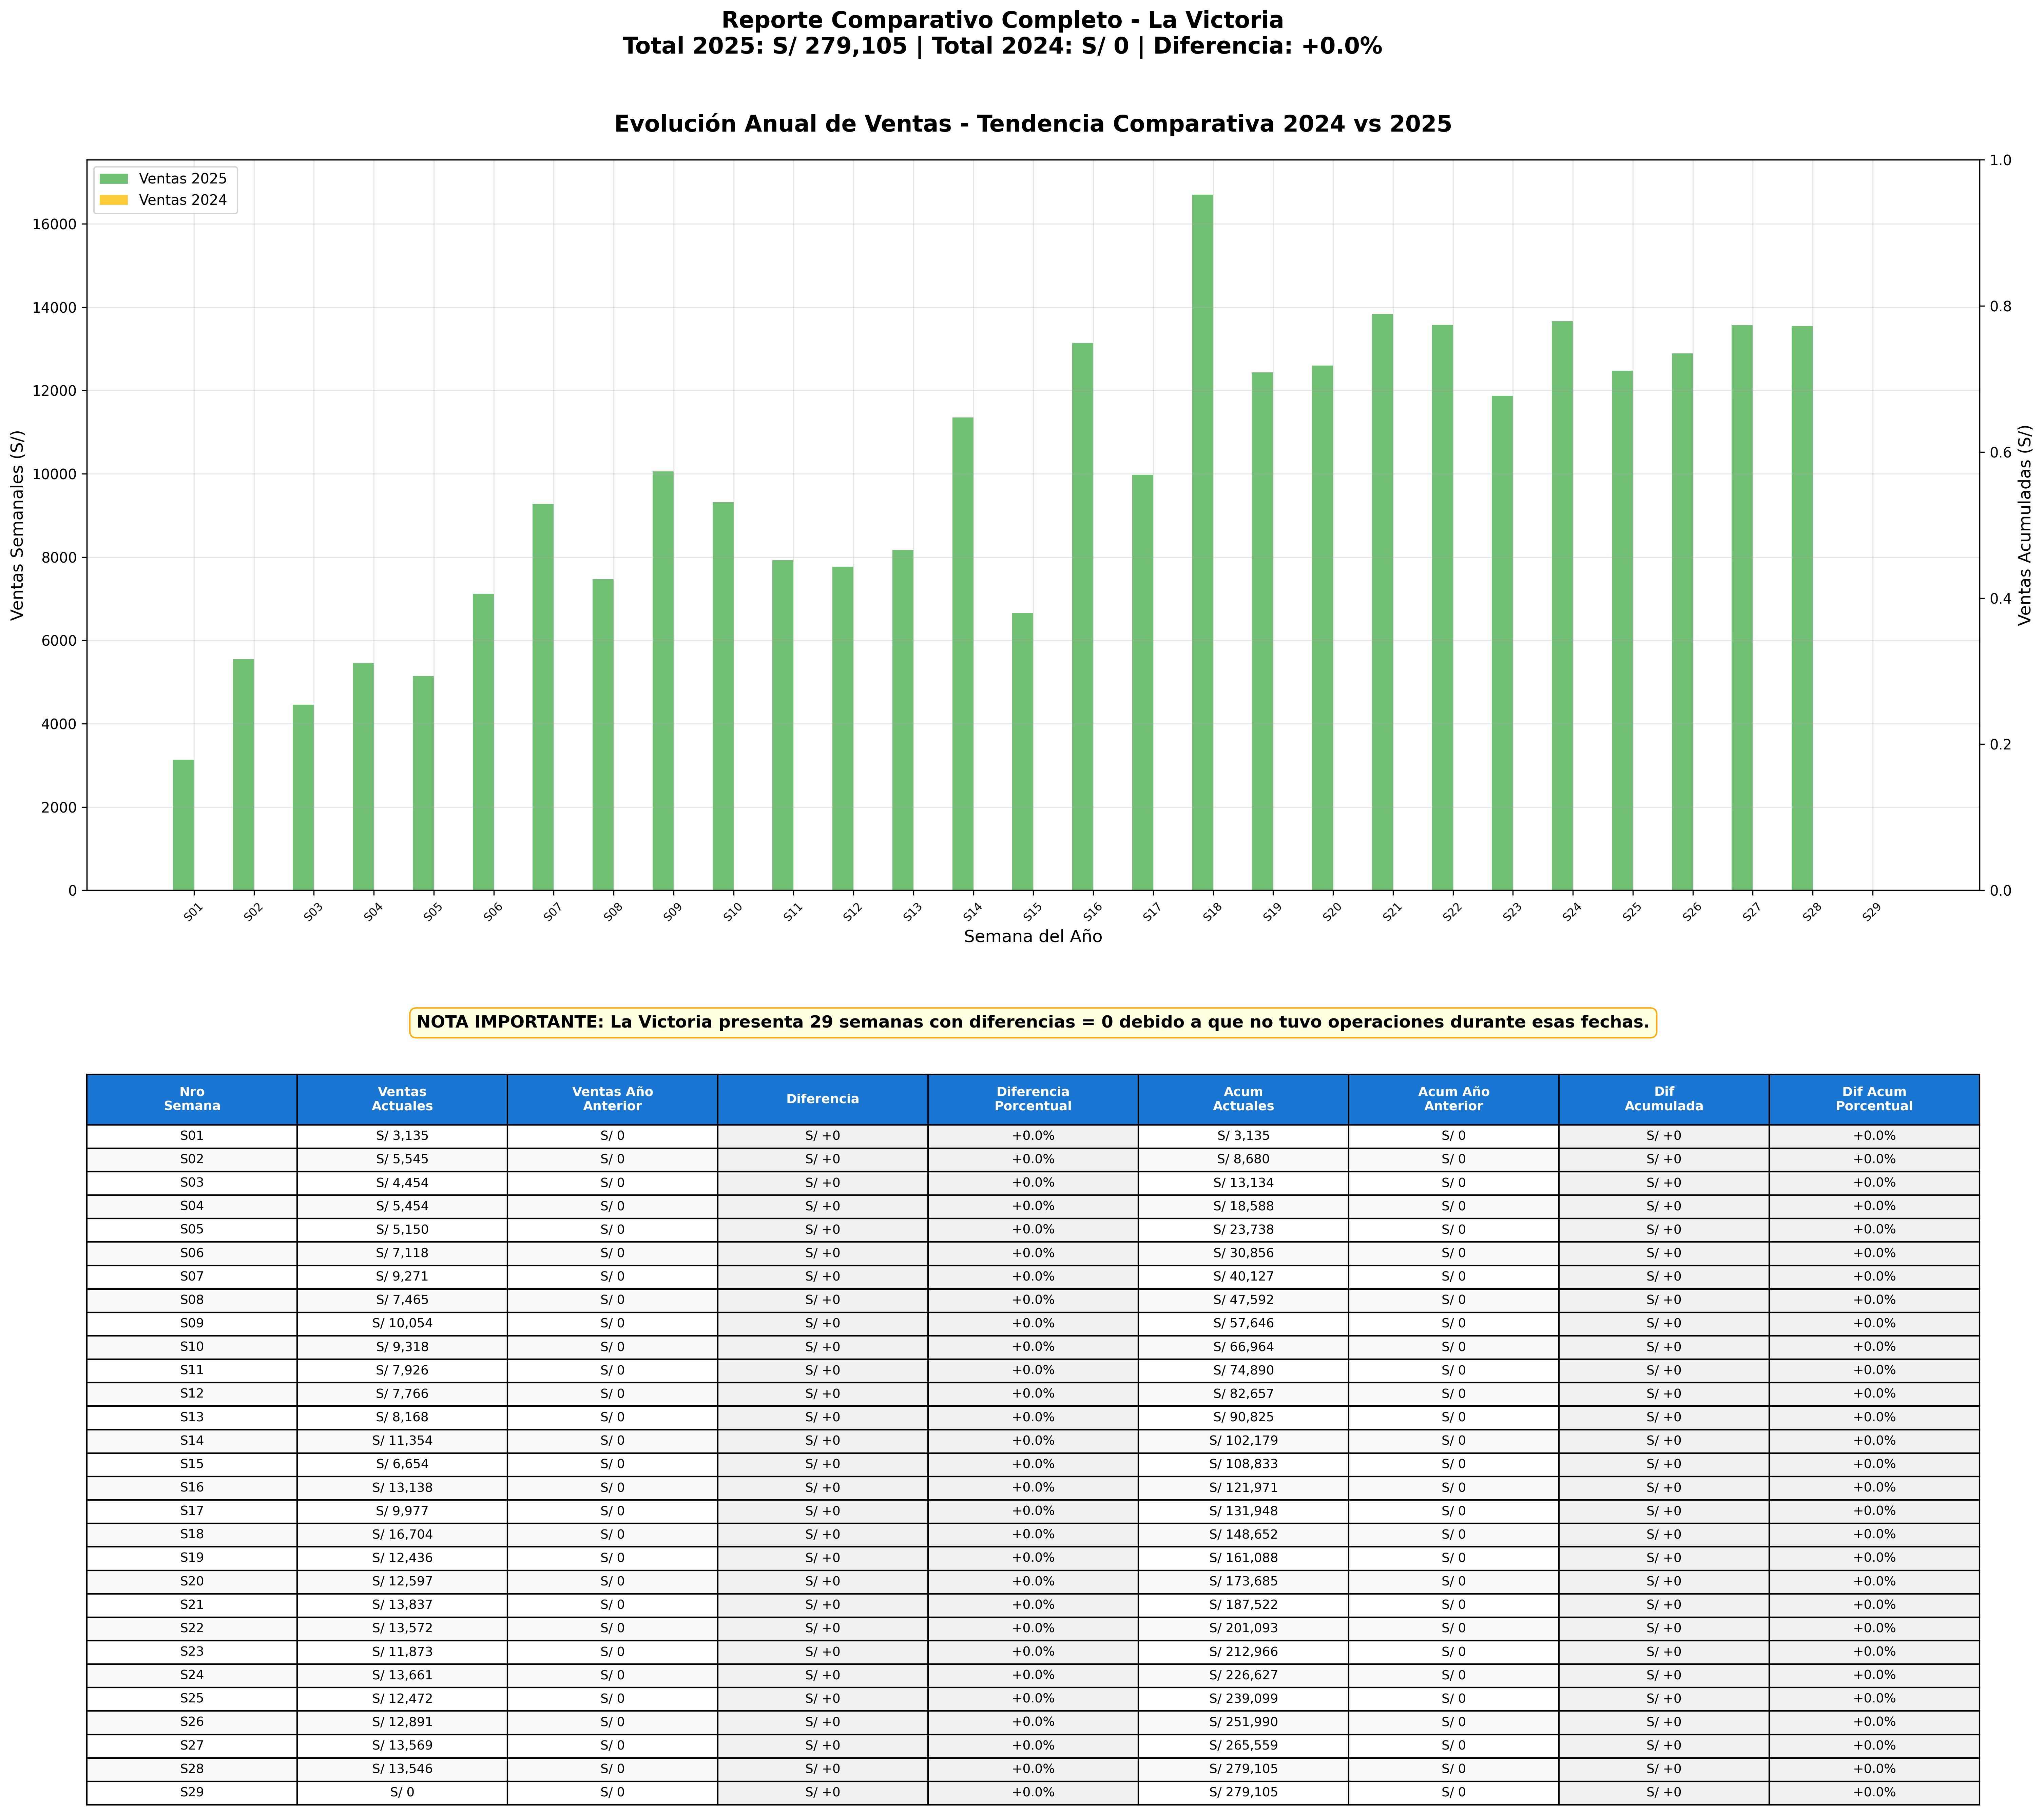 Reporte Comparativo Completo - La Victoria
Total 2025: S/ 279,105 | Total 2024: S/ 0 | Diferencia: +0.0%
Evolución Anual de Ventas - Tendencia Comparativa 2024 vs 2025
Ventas 2025
Ventas 2024
Ventas Semanales (S/)
16000
14000
12000
10000
8000
6000
4000
2000
0
1.0
0.8
0.6
0.4
0.2
0.0
Ventas Acumuladas (S/)
S01 S02 S03 S04 S05 S06 S07 S08 S09 S10 S11 S12 S13 S14 S15 S16 S17 S18 S19 S20 S21 S22 S23 S24 S25 S26 S27 S28 S29
Semana del Año
NOTA IMPORTANTE: La Victoria presenta 29 semanas con diferencias = 0 debido a que no tuvo operaciones durante esas fechas.
Nro Semana Ventas Actuales Ventas Año Anterior Diferencia Diferencia Porcentual Acum Actuales Acum Año Anterior Dif Acumulada Dif Acum Porcentual
S01 S/ 3,135 S/ 0 S/ +0 +0.0% S/ 3,135 S/ 0 S/ +0 +0.0%
S02 S/ 5,545 S/ 0 S/ +0 +0.0% S/ 8,680 S/ 0 S/ +0 +0.0%
S03 S/ 4,454 S/ 0 S/ +0 +0.0% S/ 13,134 S/ 0 S/ +0 +0.0%
S04 S/ 5,454 S/ 0 S/ +0 +0.0% S/ 18,588 S/ 0 S/ +0 +0.0%
S05 S/ 5,150 S/ 0 S/ +0 +0.0% S/ 23,738 S/ 0 S/ +0 +0.0%
S06 S/ 7,118 S/ 0 S/ +0 +0.0% S/ 30,856 S/ 0 S/ +0 +0.0%
S07 S/ 9,271 S/ 0 S/ +0 +0.0% S/ 40,127 S/ 0 S/ +0 +0.0%
S08 S/ 7,465 S/ 0 S/ +0 +0.0% S/ 47,592 S/ 0 S/ +0 +0.0%
S09 S/ 10,054 S/ 0 S/ +0 +0.0% S/ 57,646 S/ 0 S/ +0 +0.0%
S10 S/ 9,318 S/ 0 S/ +0 +0.0% S/ 66,964 S/ 0 S/ +0 +0.0%
S11 S/ 7,926 S/ 0 S/ +0 +0.0% S/ 74,890 S/ 0 S/ +0 +0.0%
S12 S/ 7,766 S/ 0 S/ +0 +0.0% S/ 82,657 S/ 0 S/ +0 +0.0%
S13 S/ 8,168 S/ 0 S/ +0 +0.0% S/ 90,825 S/ 0 S/ +0 +0.0%
S14 S/ 11,354 S/ 0 S/ +0 +0.0% S/ 102,179 S/ 0 S/ +0 +0.0%
S15 S/ 6,654 S/ 0 S/ +0 +0.0% S/ 108,833 S/ 0 S/ +0 +0.0%
S16 S/ 13,138 S/ 0 S/ +0 +0.0% S/ 121,971 S/ 0 S/ +0 +0.0%
S17 S/ 9,977 S/ 0 S/ +0 +0.0% S/ 131,948 S/ 0 S/ +0 +0.0%
S18 S/ 16,704 S/ 0 S/ +0 +0.0% S/ 148,652 S/ 0 S/ +0 +0.0%
S19 S/ 12,436 S/ 0 S/ +0 +0.0% S/ 161,088 S/ 0 S/ +0 +0.0%
S20 S/ 12,597 S/ 0 S/ +0 +0.0% S/ 173,685 S/ 0 S/ +0 +0.0%
S21 S/ 13,837 S/ 0 S/ +0 +0.0% S/ 187,522 S/ 0 S/ +0 +0.0%
S22 S/ 13,572 S/ 0 S/ +0 +0.0% S/ 201,093 S/ 0 S/ +0 +0.0%
S23 S/ 11,873 S/ 0 S/ +0 +0.0% S/ 212,966 S/ 0 S/ +0 +0.0%
S24 S/ 13,661 S/ 0 S/ +0 +0.0% S/ 226,627 S/ 0 S/ +0 +0.0%
S25 S/ 12,472 S/ 0 S/ +0 +0.0% S/ 239,099 S/ 0 S/ +0 +0.0%
S26 S/ 12,891 S/ 0 S/ +0 +0.0% S/ 251,990 S/ 0 S/ +0 +0.0%
S27 S/ 13,569 S/ 0 S/ +0 +0.0% S/ 265,559 S/ 0 S/ +0 +0.0%
S28 S/ 13,546 S/ 0 S/ +0 +0.0% S/ 279,105 S/ 0 S/ +0 +0.0%
S29 S/ 0 S/ 0 S/ +0 +0.0% S/ 279,105 S/ 0 S/ +0 +0.0%